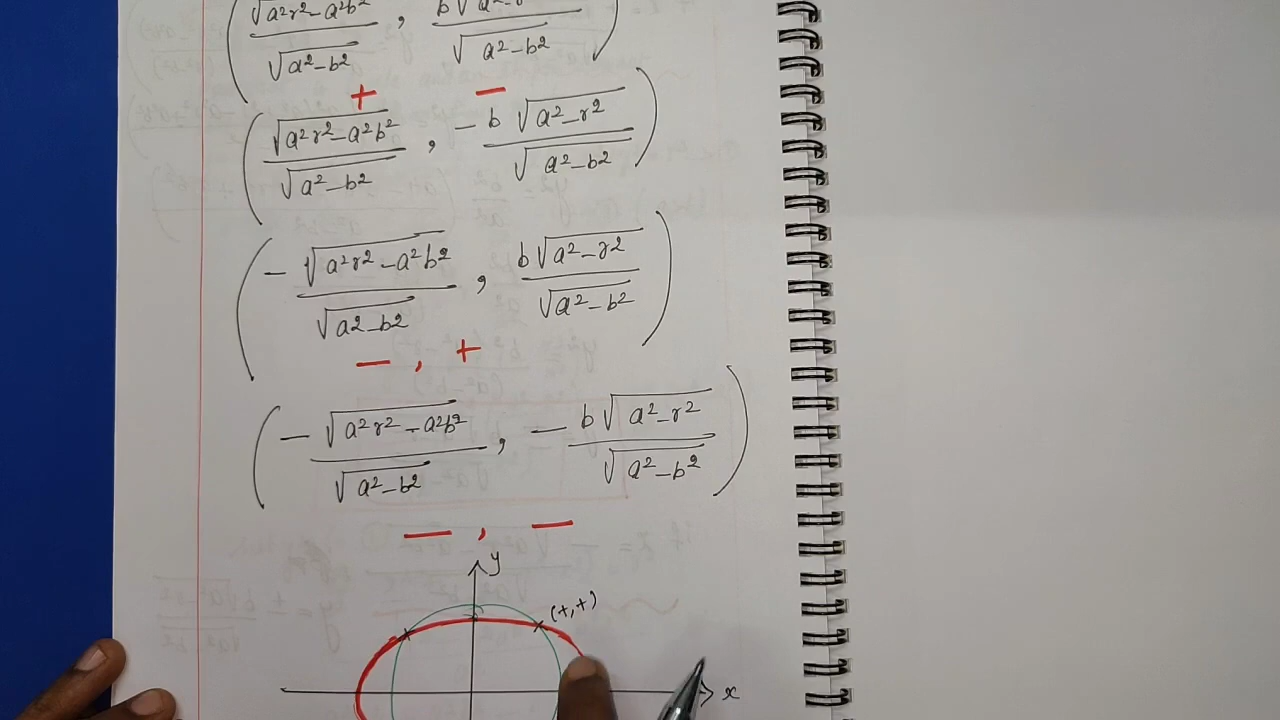 (√a²r²-a²b² / √a²-b² , b√a²-r² / √a²-b²)
+ −
(√a²r²-a²b² / √a²-b² , -b√a²-r² / √a²-b²)
(-√a²r²-a²b² / √a²-b² , b√a²-r² / √a²-b²)
− , +
(-√a²r²-a²b² / √a²-b² , -b√a²-r² / √a²-b²)
− , −
y
(+,+)
x